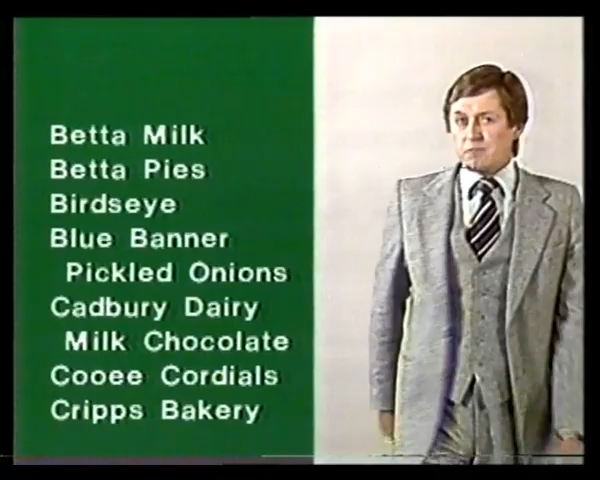 Betta Milk
Betta Pies
Birdseye
Blue Banner
Pickled Onions
Cadbury Dairy
Milk Chocolate
Cooee Cordials
Cripps Bakery